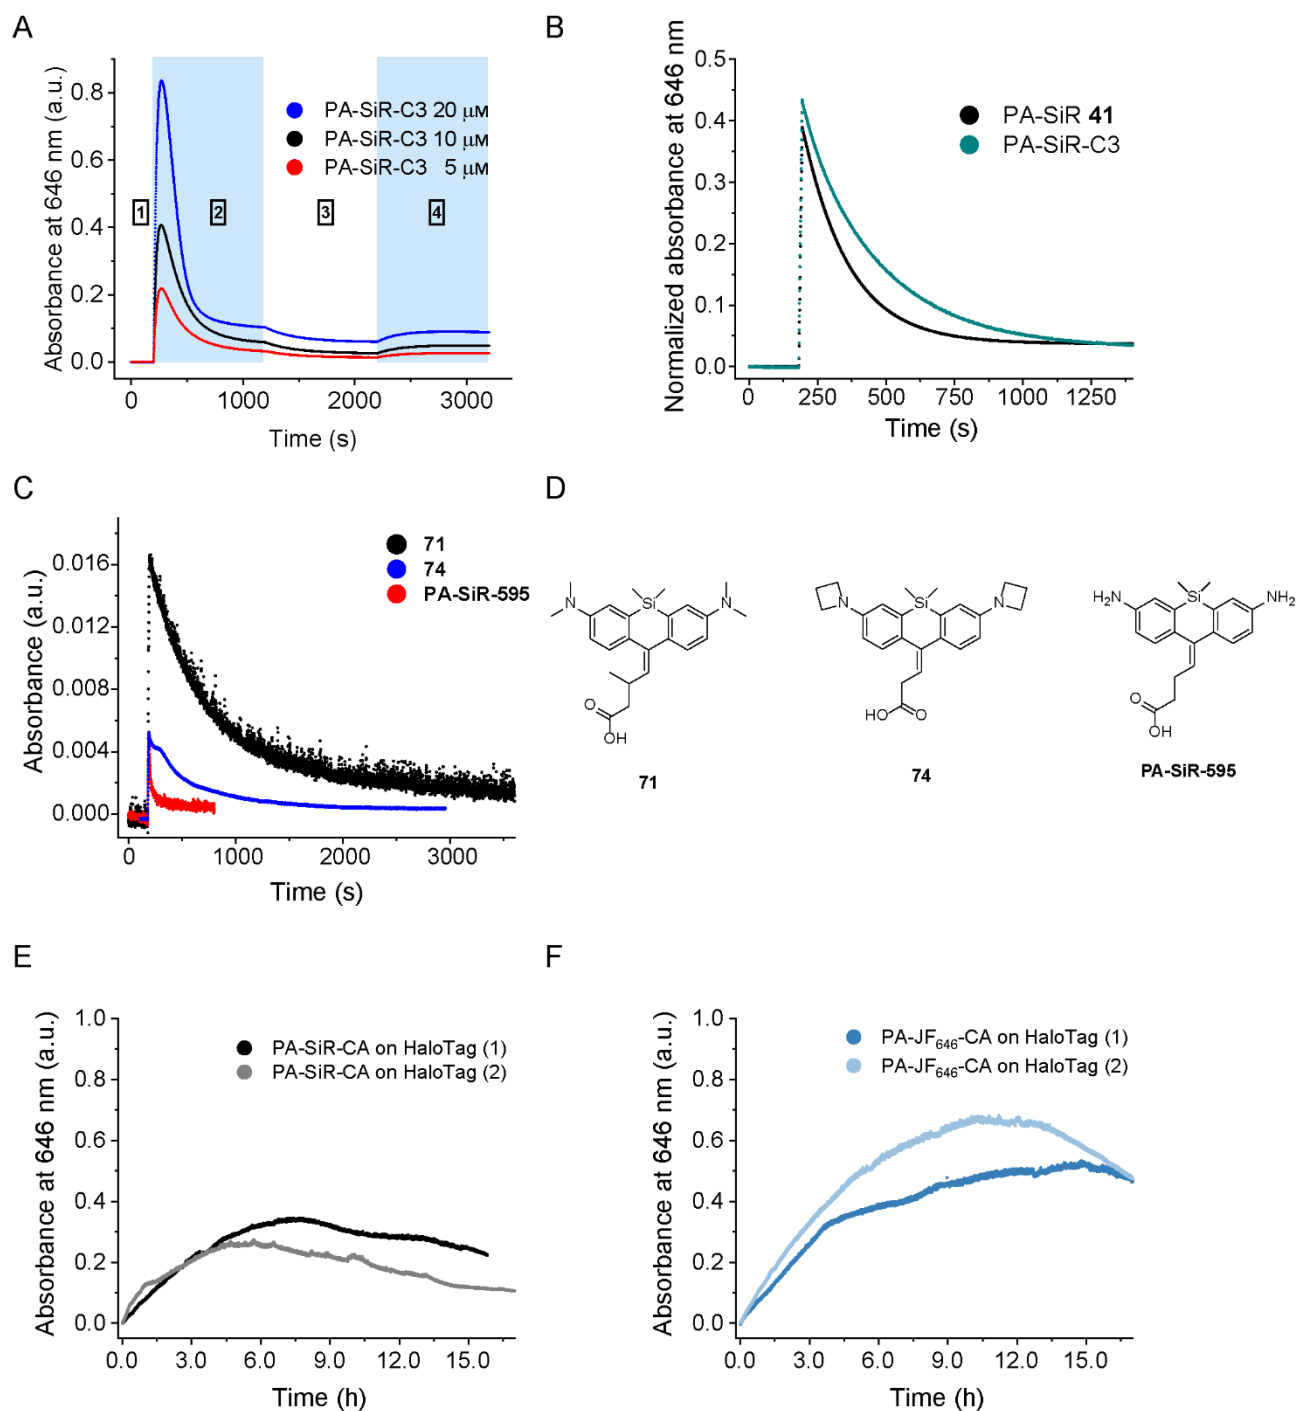 A
Absorbance at 646 nm (a.u.)
0.8
0.6
0.4
0.2
0.0
PA-SiR-C3 20 μM
PA-SiR-C3 10 μM
PA-SiR-C3 5 μM
1
2
3
4
0
1000
2000
3000
Time (s)
B
Normalized absorbance at 646 nm
0.5
0.4
0.3
0.2
0.1
0.0
PA-SiR 41
PA-SiR-C3
0
250
500
750
1000
1250
Time (s)
C
Absorbance (a.u.)
0.016
0.012
0.008
0.004
0.000
71
74
PA-SiR-595
0
1000
2000
3000
Time (s)
D
N
Si
N
O
OH
71
N
Si
N
HO
O
74
H₂N
Si
NH₂
O
OH
PA-SiR-595
E
Absorbance at 646 nm (a.u.)
1.0
0.8
0.6
0.4
0.2
0.0
PA-SiR-CA on HaloTag (1)
PA-SiR-CA on HaloTag (2)
0.0
3.0
6.0
9.0
12.0
15.0
Time (h)
F
Absorbance at 646 nm (a.u.)
1.0
0.8
0.6
0.4
0.2
0.0
PA-JF₆₄₆-CA on HaloTag (1)
PA-JF₆₄₆-CA on HaloTag (2)
0.0
3.0
6.0
9.0
12.0
15.0
Time (h)